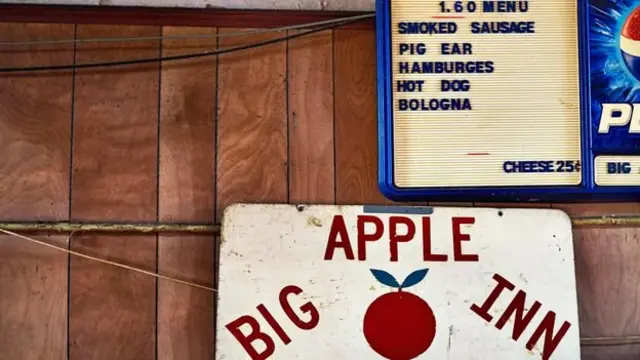 1.60 MENU
SMOKED SAUSAGE
PIG EAR
HAMBURGES
HOT DOG
BOLOGNA
CHEESE 25¢
BIG
BIG APPLE INN